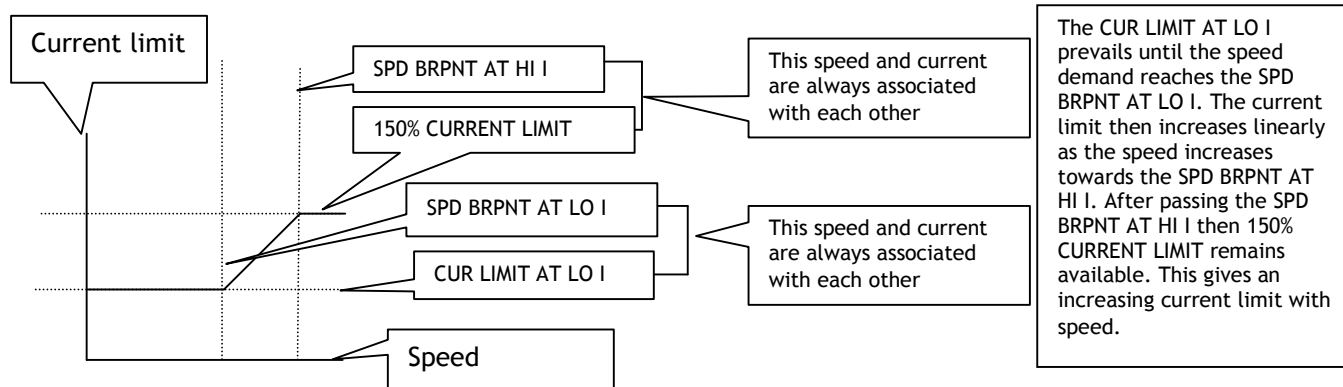 Current limit
SPD BRPNT AT HI I
150% CURRENT LIMIT
SPD BRPNT AT LO I
CUR LIMIT AT LO I
Speed
This speed and current
are always associated
with each other
This speed and current
are always associated
with each other
The CUR LIMIT AT LO I
prevails until the speed
demand reaches the SPD
BRPNT AT LO I. The current
limit then increases linearly
as the speed increases
towards the SPD BRPNT AT
HI I. After passing the SPD
BRPNT AT HI I then 150%
CURRENT LIMIT remains
available. This gives an
increasing current limit with
speed.